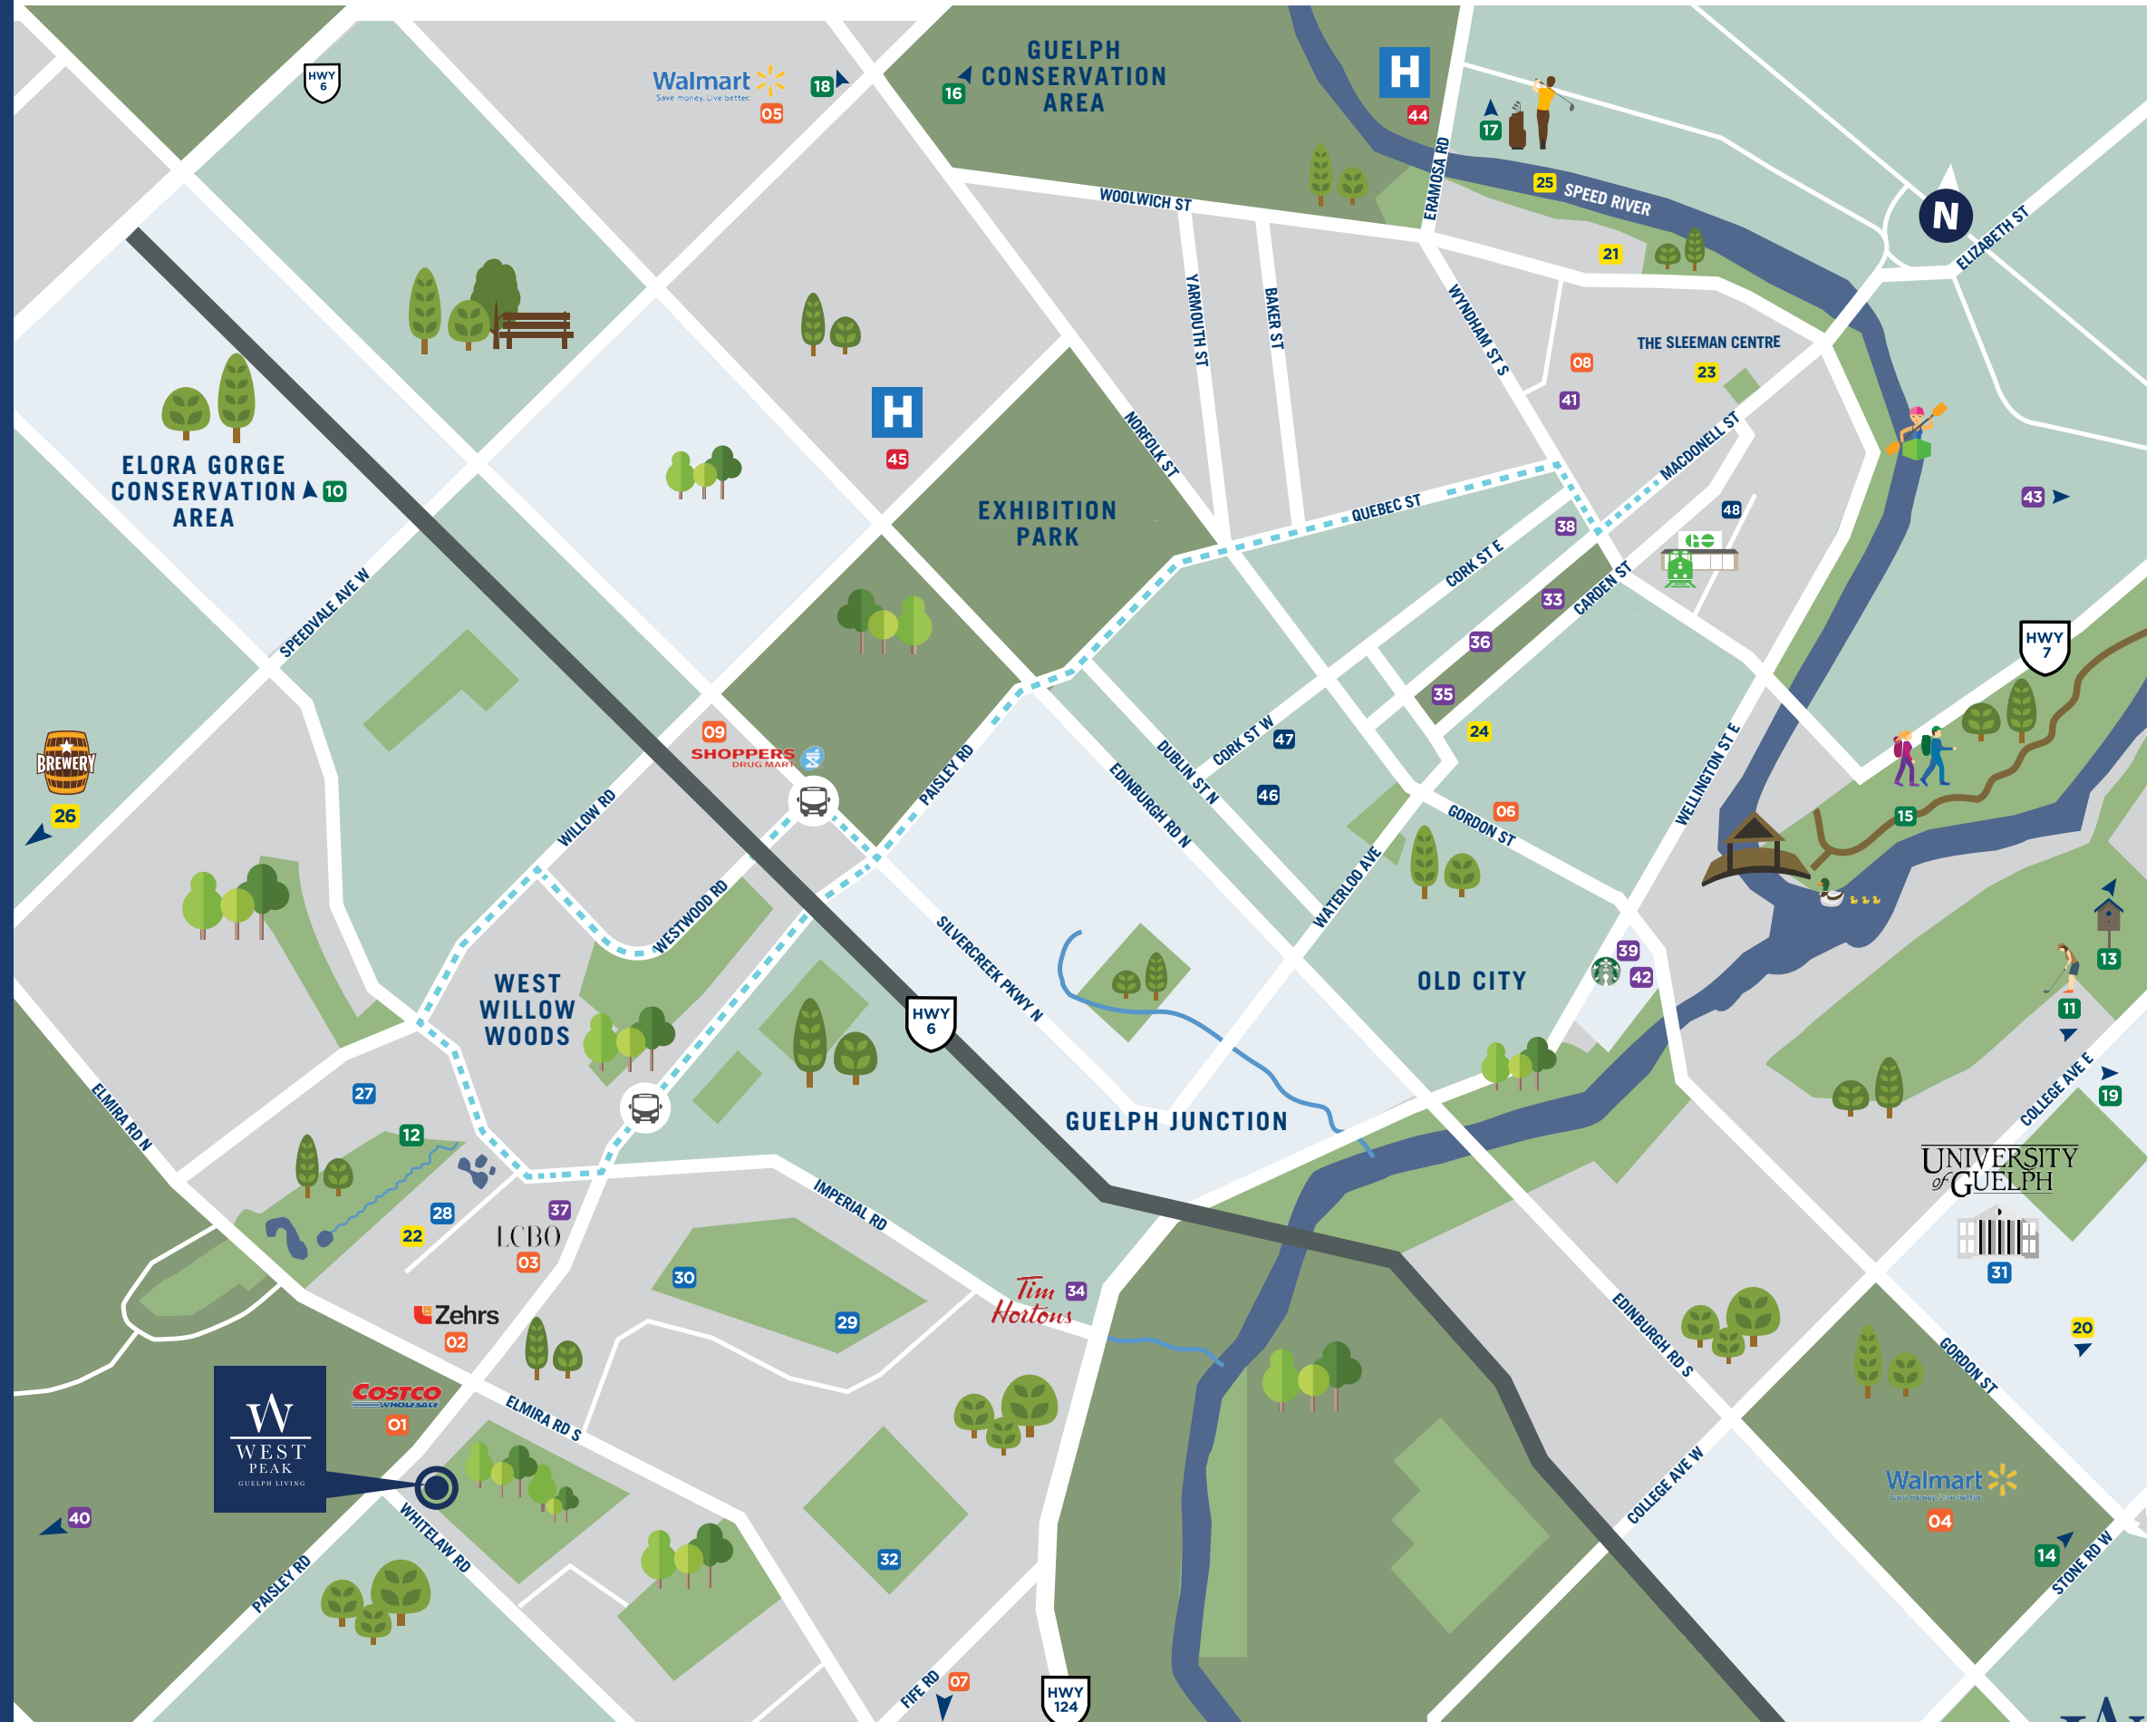 HWY
6
Walmart
Save money. Live better.
05
18
16
GUELPH
CONSERVATION
AREA
H
44
17
25
SPEED RIVER
ERAMOSA RD
WOOLWICH ST
N
ELIZABETH ST
21
YARMOUTH ST
BAKER ST
WYNDHAM ST S
THE SLEEMAN CENTRE
08
23
41
H
45
NORFOLK ST
MACDONELL ST
ELORA GORGE
CONSERVATION
AREA
10
EXHIBITION
PARK
QUEBEC ST
38
48
43
CORK ST E
GO
SPEEDVALE AVE W
33
CARDEN ST
36
HWY
7
35
BREWERY
26
09
SHOPPERS
DRUG MART
PAISLEY RD
CORK ST W
47
24
DUBLIN ST N
46
EDINBURGH RD N
WELLINGTON ST E
WILLOW RD
06
GORDON ST
15
WATERLOO AVE
WESTWOOD RD
SILVERCREEK PKWY N
39
42
13
WEST
WILLOW
WOODS
OLD CITY
11
HWY
6
ELMIRA RD N
27
12
GUELPH JUNCTION
COLLEGE AVE E
19
UNIVERSITY
of GUELPH
31
28
22
37
LCBO
03
IMPERIAL RD
30
29
Tim
Hortons
34
Zehrs
02
EDINBURGH RD S
20
GORDON ST
COSTCO
WHOLESALE
01
ELMIRA RD S
W
WEST
PEAK
GUELPH LIVING
WHITELAW RD
40
PAISLEY RD
32
COLLEGE AVE W
Walmart
Save money. Live better.
04
14
STONE RD W
FIFE RD
07
HWY
124